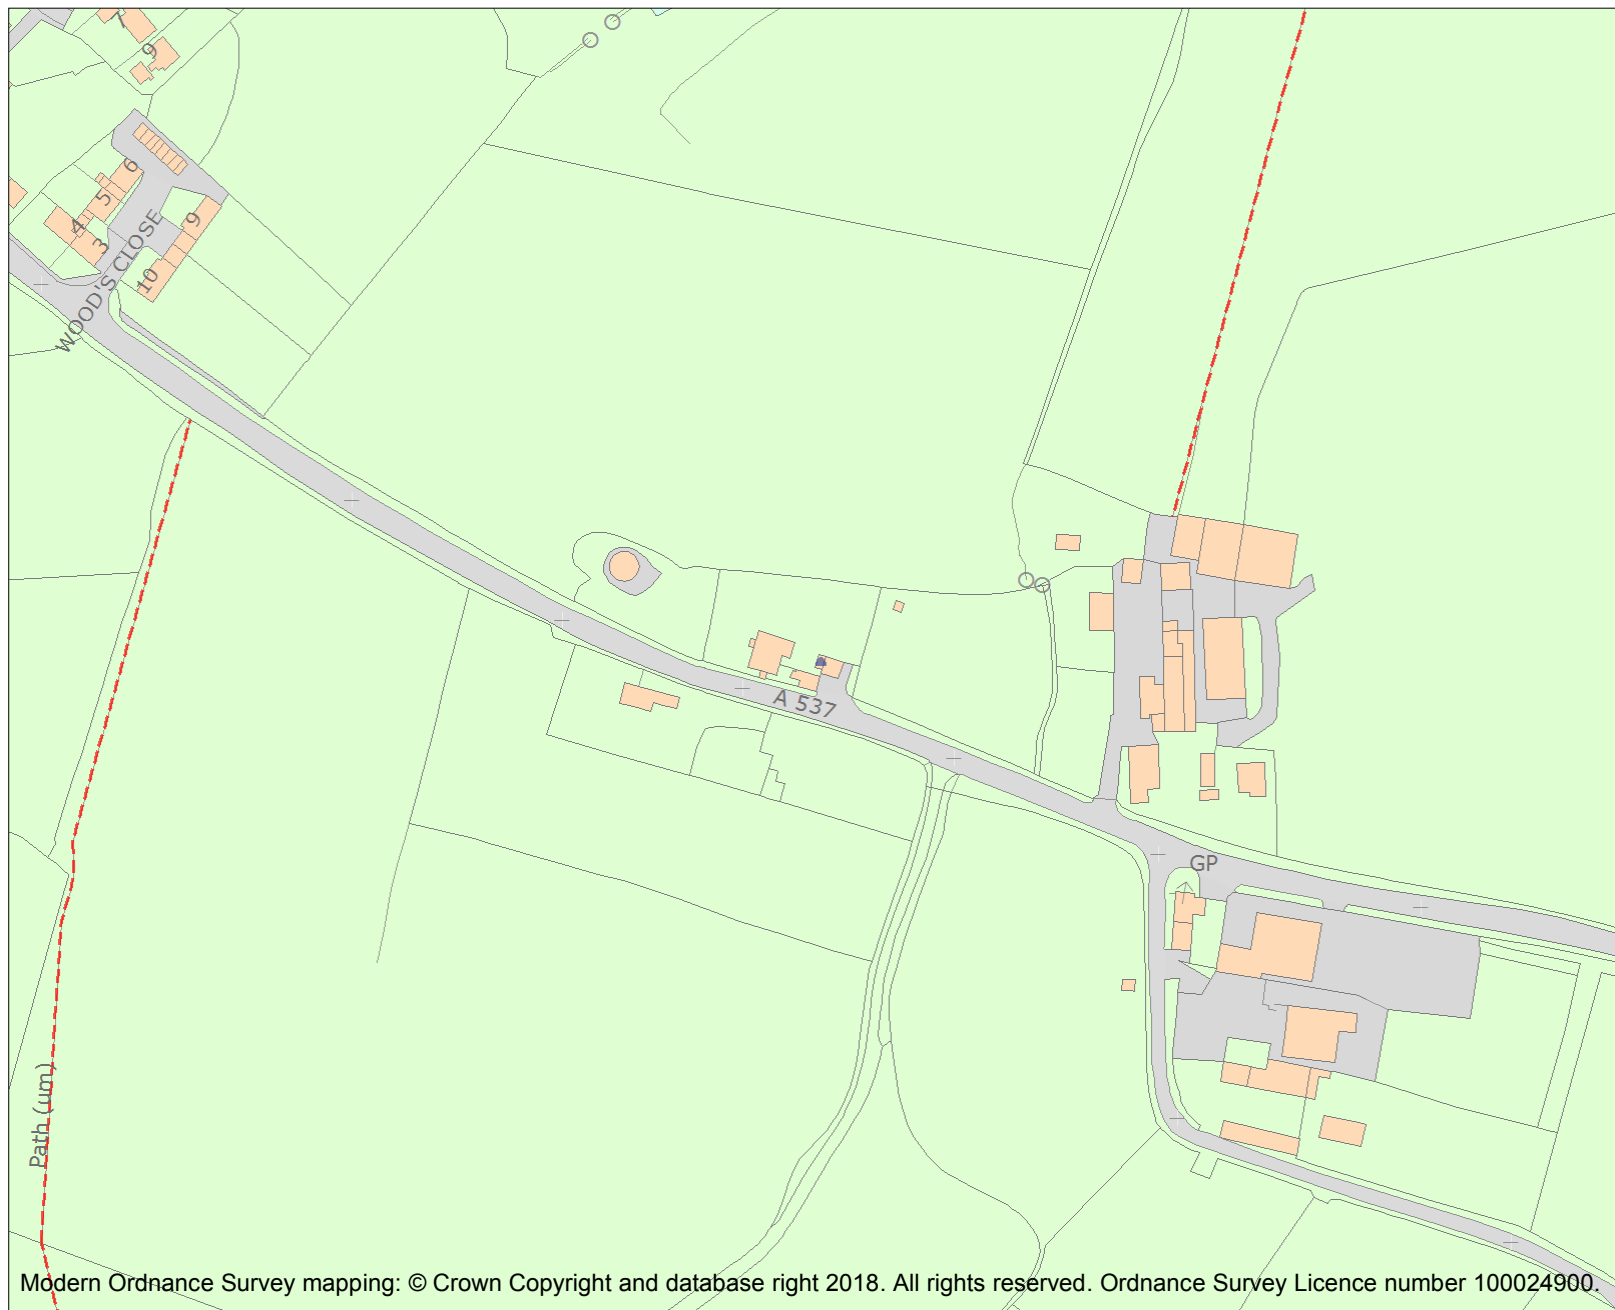 7
9
6
5
4
3
9
10
WOOD'S CLOSE
A 537
GP
Path (um)
Modern Ordnance Survey mapping: © Crown Copyright and database right 2018. All rights reserved. Ordnance Survey Licence number 100024900.